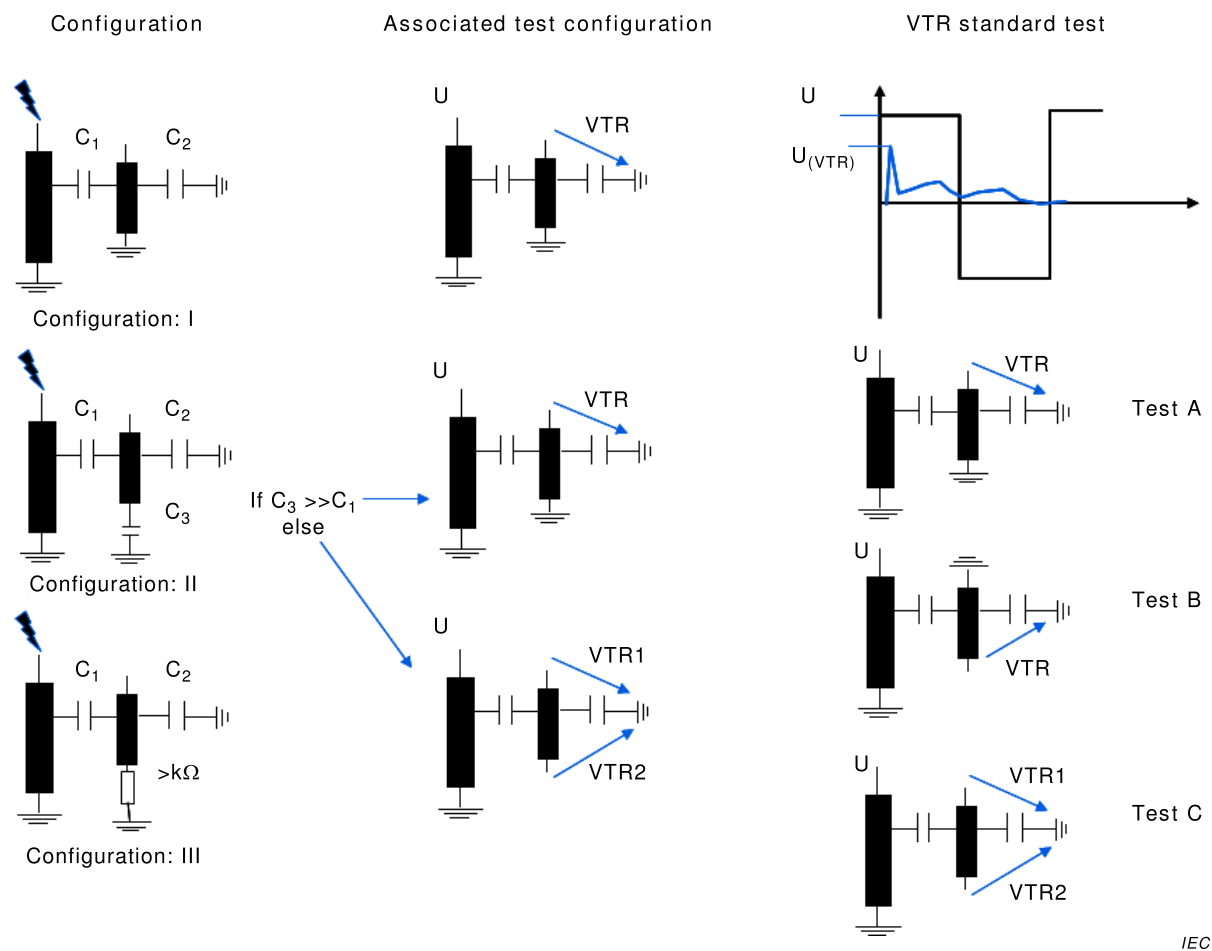 Configuration
Associated test configuration
VTR standard test
U
C1
C2
VTR
U
U(VTR)
Configuration: I
U
C1
C2
VTR
C3
If C3 >>C1
else
Configuration: II
U
VTR
Test A
U
VTR
Test B
C1
C2
>kΩ
Configuration: III
U
VTR1
VTR2
U
VTR1
VTR2
Test C
IEC